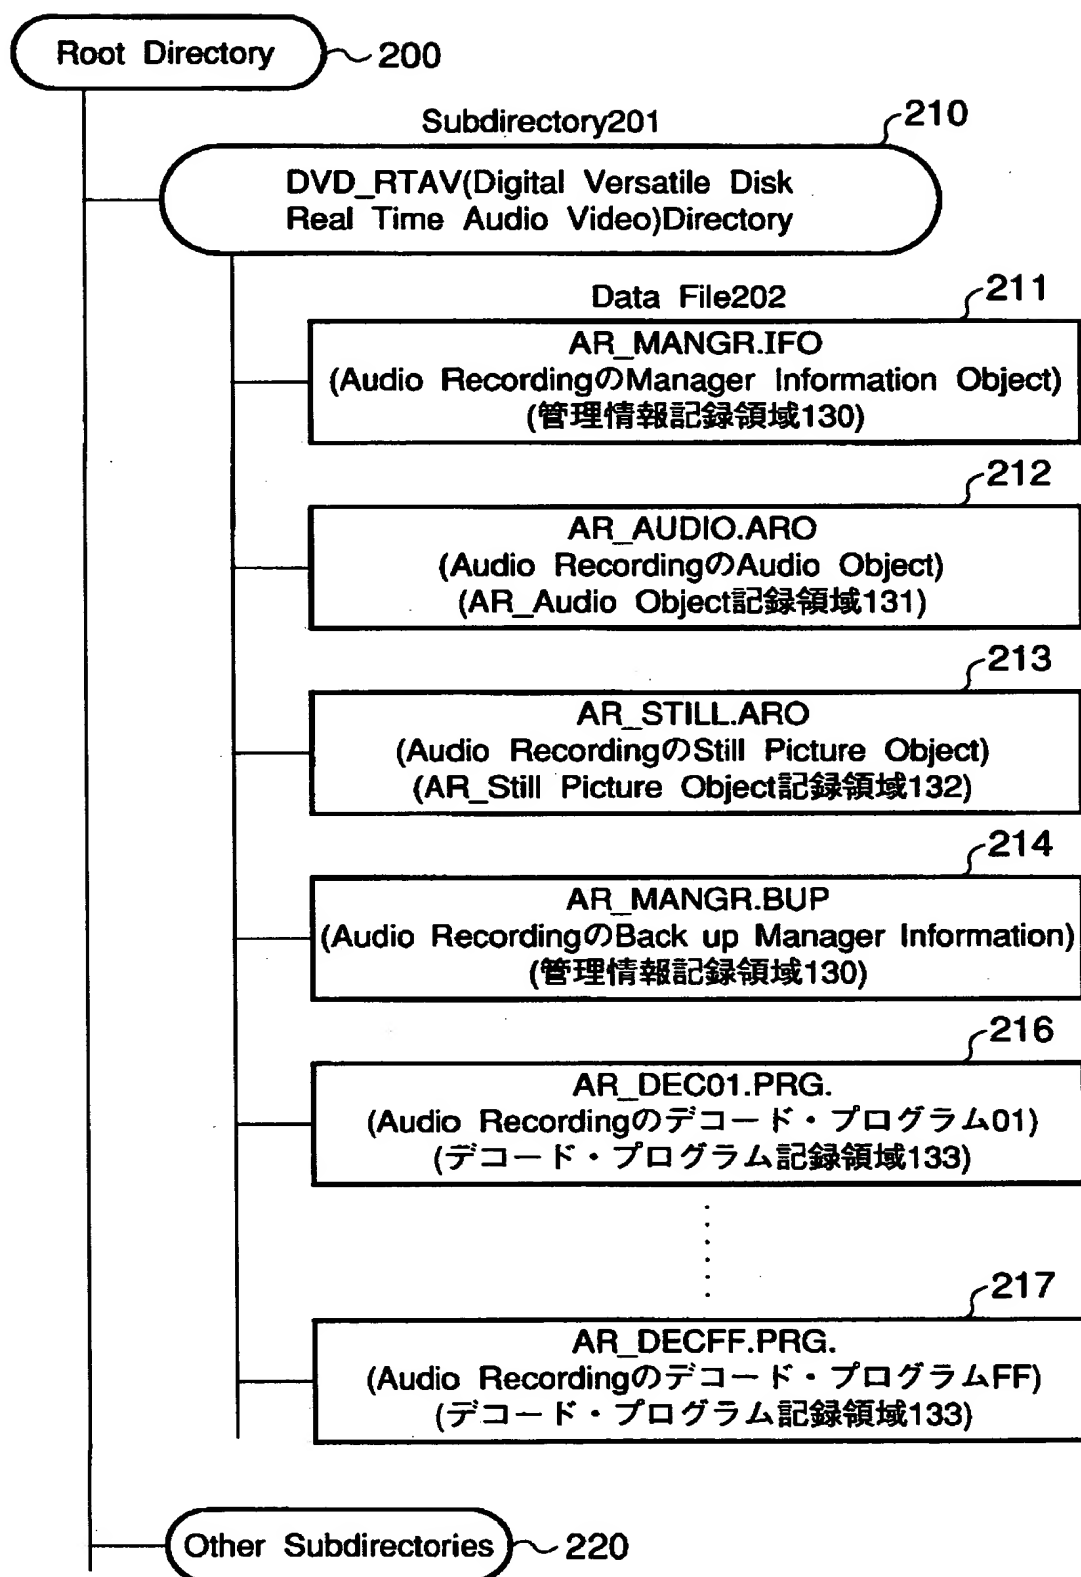 Root Directory 200
Subdirectory201 210
DVD_RTAV(Digital Versatile Disk
Real Time Audio Video)Directory
Data File202 211
AR_MANGR.IFO
(Audio RecordingのManager Information Object)
(管理情報記録領域130)
212
AR_AUDIO.ARO
(Audio RecordingのAudio Object)
(AR_Audio Object記録領域131)
213
AR_STILL.ARO
(Audio RecordingのStill Picture Object)
(AR_Still Picture Object記録領域132)
214
AR_MANGR.BUP
(Audio RecordingのBack up Manager Information)
(管理情報記録領域130)
216
AR_DEC01.PRG.
(Audio Recordingのデコード・プログラム01)
(デコード・プログラム記録領域133)
217
AR_DECFF.PRG.
(Audio Recordingのデコード・プログラムFF)
(デコード・プログラム記録領域133)
Other Subdirectories 220